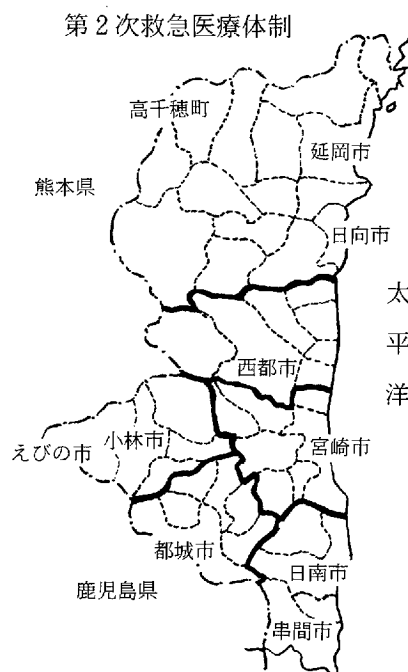 第2次救急医療体制
高千穂町
延岡市
熊本県
日向市
太
平
洋
西都市
えびの市
小林市
宮崎市
都城市
日南市
鹿児島県
串間市